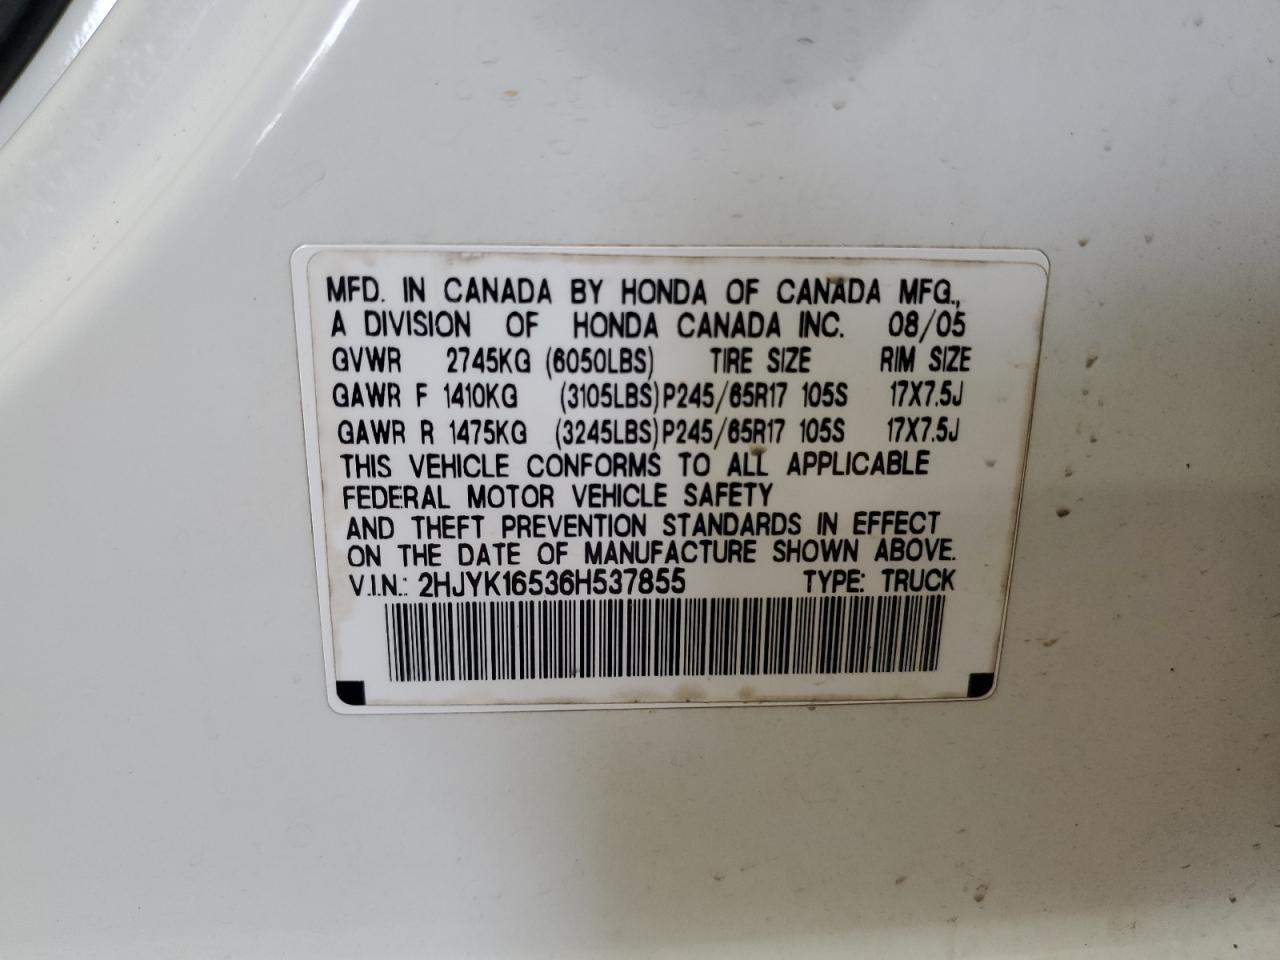 MFD. IN CANADA BY HONDA OF CANADA MFG.,
A DIVISION OF HONDA CANADA INC. 08/05
GVWR 2745KG (6050LBS) TIRE SIZE RIM SIZE
GAWR F 1410KG (3105LBS) P245/65R17 105S 17X7.5J
GAWR R 1475KG (3245LBS) P245/65R17 105S 17X7.5J
THIS VEHICLE CONFORMS TO ALL APPLICABLE
FEDERAL MOTOR VEHICLE SAFETY
AND THEFT PREVENTION STANDARDS IN EFFECT
ON THE DATE OF MANUFACTURE SHOWN ABOVE.
V.I.N.: 2HJYK16536H537855 TYPE: TRUCK